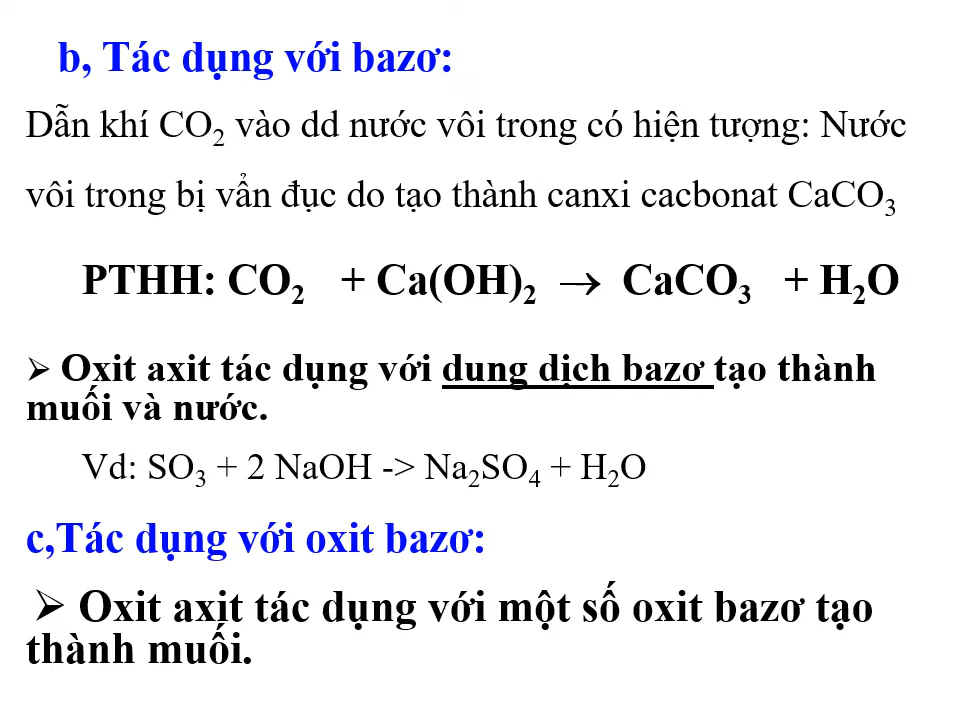 b, Tác dụng với bazơ:
Dẫn khí CO₂ vào dd nước vôi trong có hiện tượng: Nước
vôi trong bị vẩn đục do tạo thành canxi cacbonat CaCO₃
PTHH: CO₂ + Ca(OH)₂ → CaCO₃ + H₂O
➢ Oxit axit tác dụng với dung dịch bazơ tạo thành
muối và nước.
Vd: SO₃ + 2 NaOH -> Na₂SO₄ + H₂O
c,Tác dụng với oxit bazơ:
➢ Oxit axit tác dụng với một số oxit bazơ tạo
thành muối.